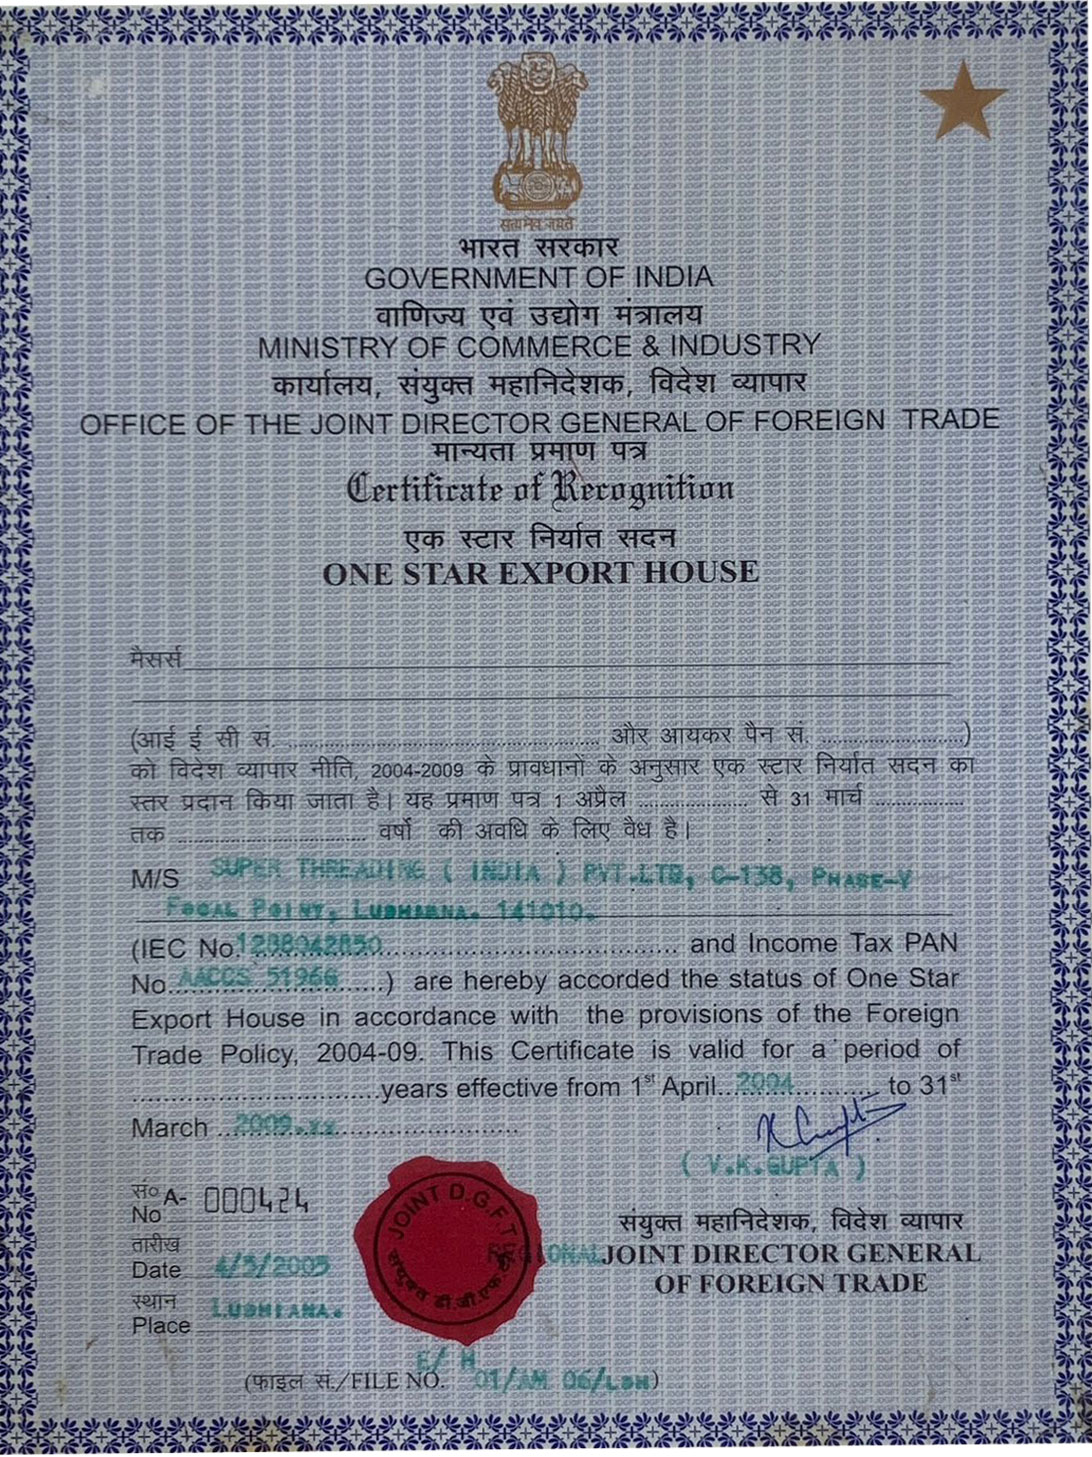 सत्यमेव जयते
भारत सरकार
GOVERNMENT OF INDIA
वाणिज्य एवं उद्योग मंत्रालय
MINISTRY OF COMMERCE & INDUSTRY
कार्यालय, संयुक्त महानिदेशक, विदेश व्यापार
OFFICE OF THE JOINT DIRECTOR GENERAL OF FOREIGN TRADE
मान्यता प्रमाण पत्र
Certificate of Recognition
एक स्टार निर्यात सदन
ONE STAR EXPORT HOUSE
मैसर्स
(आई ई सी सं. .......... और आयकर पैन सं. ..........)
को विदेश व्यापार नीति, 2004-2009 के प्रावधानों के अनुसार एक स्टार निर्यात सदन का
स्तर प्रदान किया जाता है। यह प्रमाण पत्र 1 अप्रैल .......... से 31 मार्च ..........
तक .......... वर्षो की अवधि के लिए वैध है।
M/S SUPER THREADING ( INDIA ) PVT.LTD, C-138, PHASE-V
FOCAL POINT, LUDHIANA. 141010.
(IEC No. .......... and Income Tax PAN
No. AACCS .......... ) are hereby accorded the status of One Star
Export House in accordance with the provisions of the Foreign
Trade Policy, 2004-09. This Certificate is valid for a period of
.......... years effective from 1st April.. 2004 .......... to 31st
March .. 2009.xx ..........
( V.K.GUPTA )
सं० A- 000424
No
तारीख
Date 4/5/2005
स्थान
Place LUDHIANA.
JOINT D.G.F.T
संयुक्त डी.जी.एफ.टी
संयुक्त महानिदेशक, विदेश व्यापार
REGIONAL JOINT DIRECTOR GENERAL
OF FOREIGN TRADE
(फाइल सं./FILE NO. E/ H 01/AM 06/LDH)